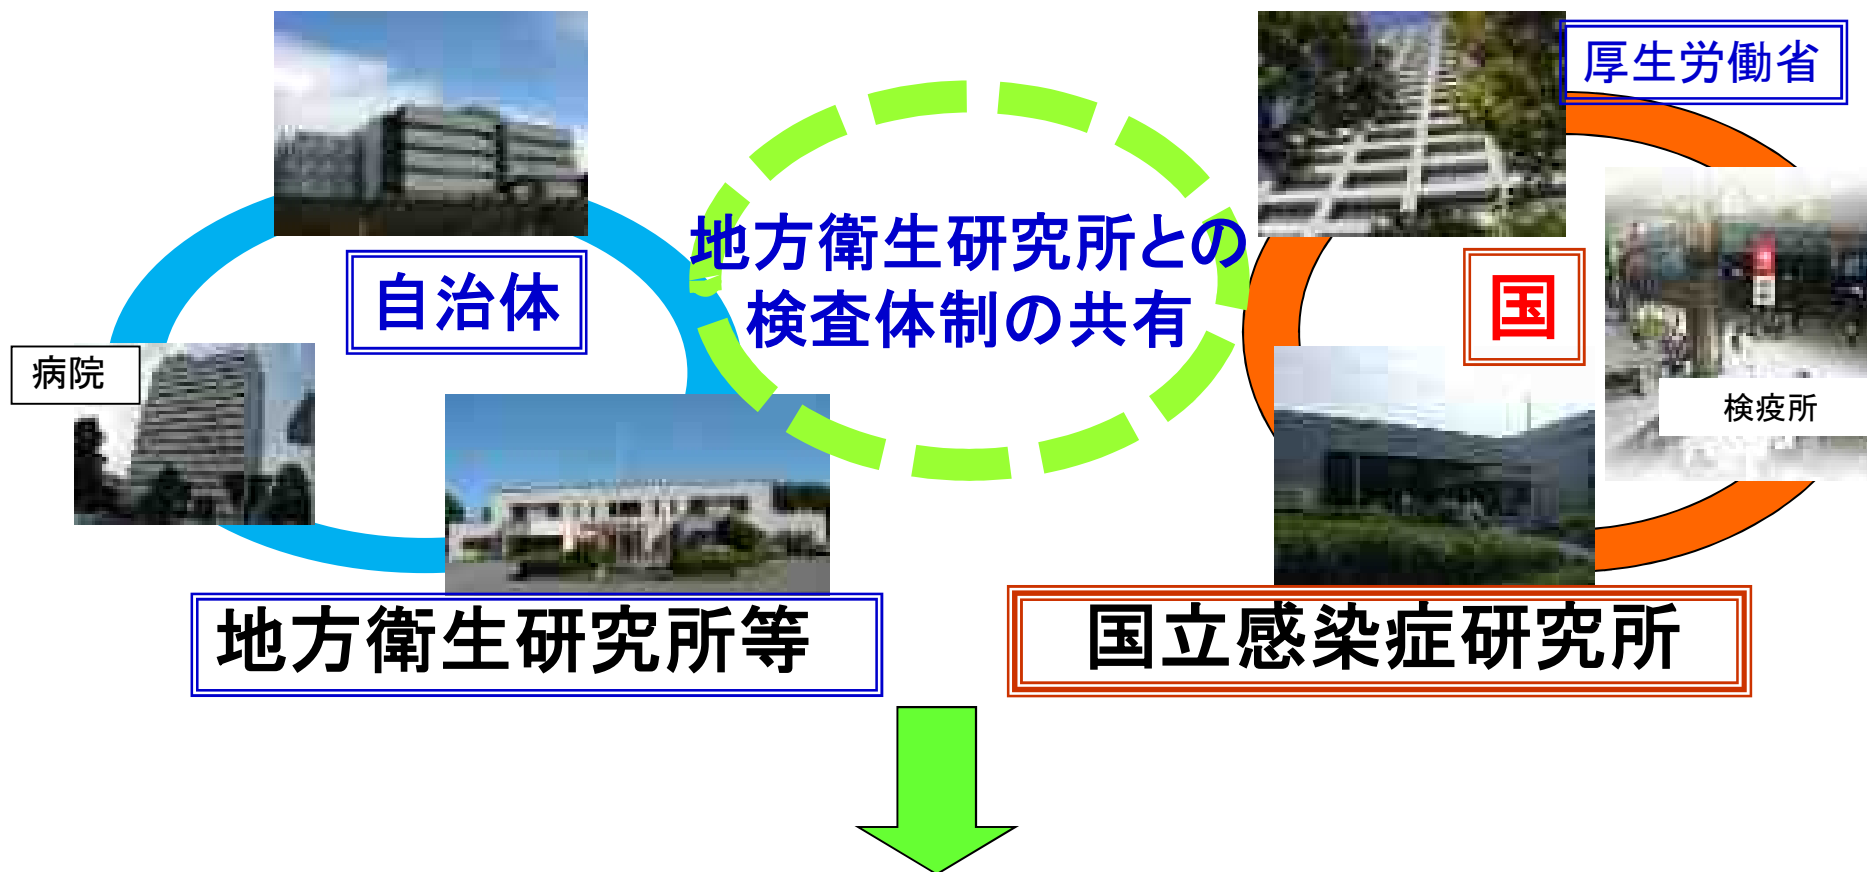 厚生労働省
地方衛生研究所との
検査体制の共有
自治体
国
病院
検疫所
地方衛生研究所等
国立感染症研究所